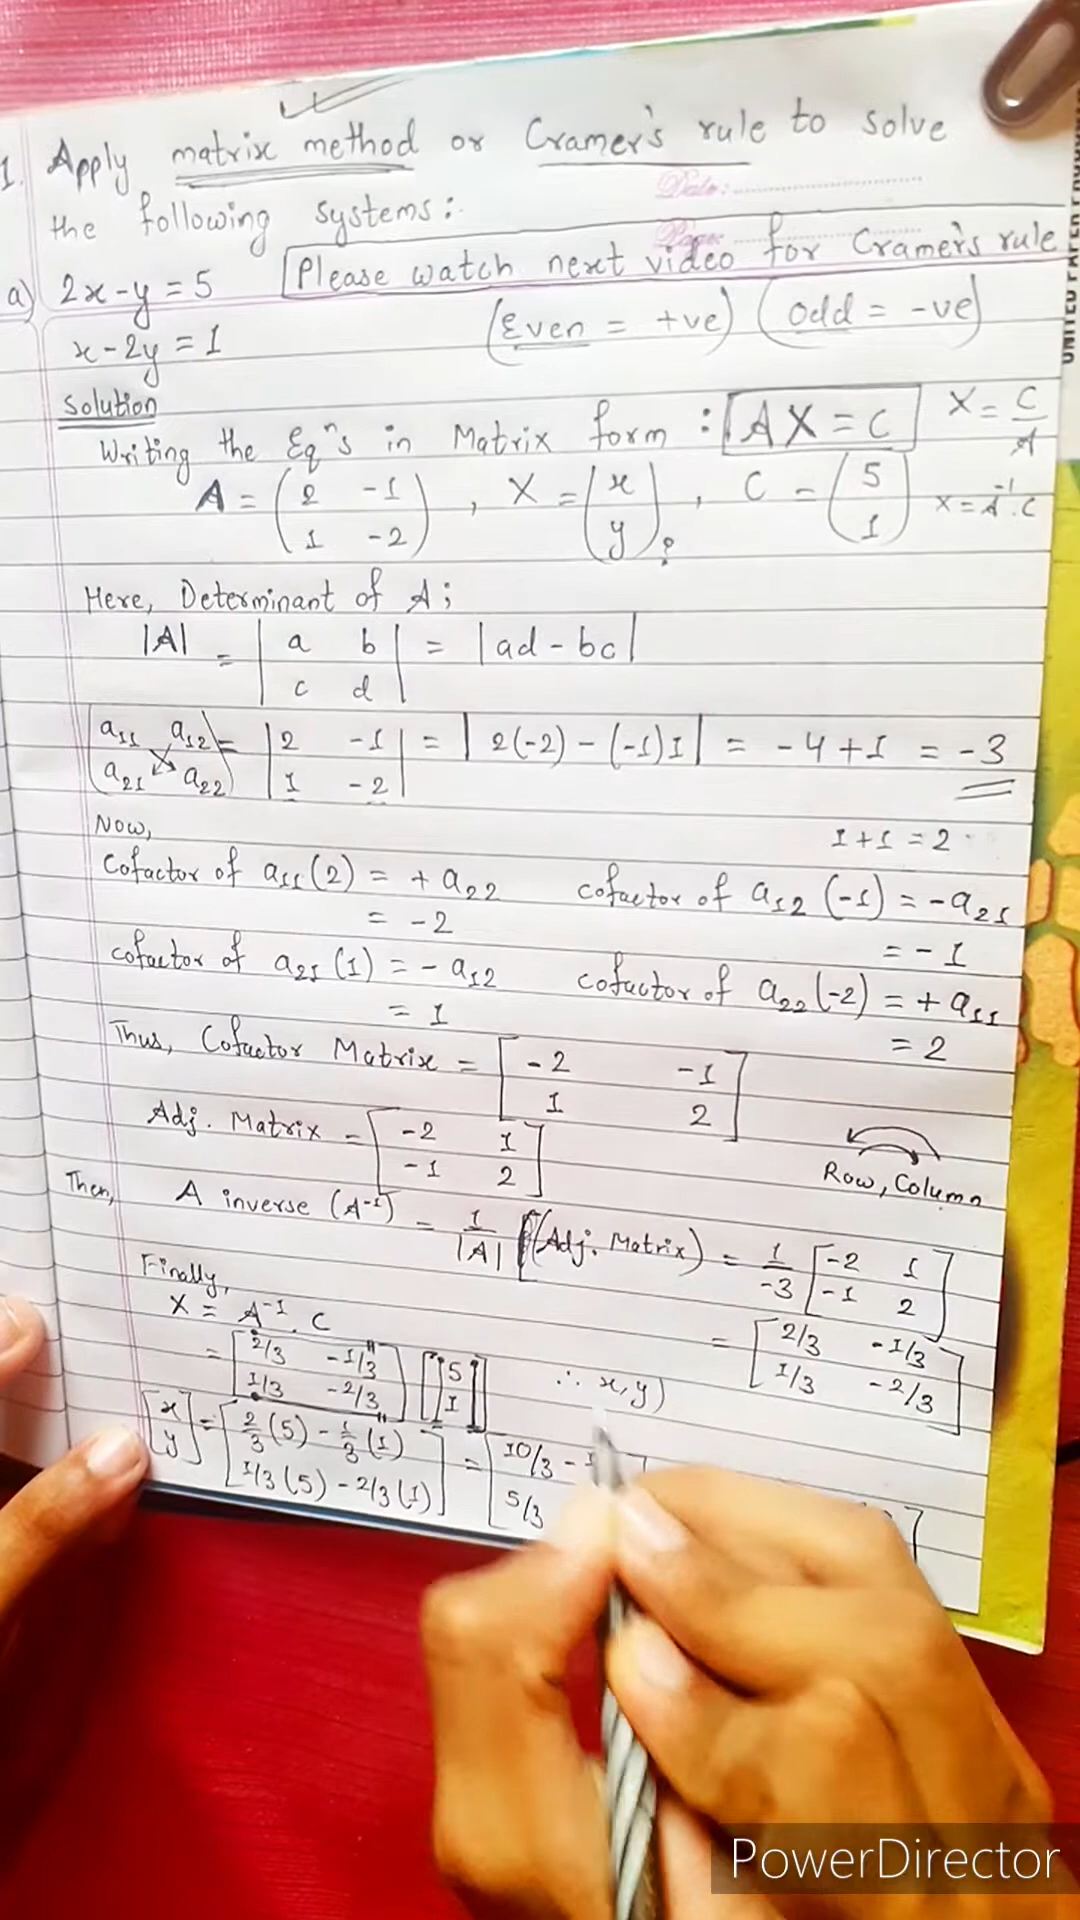 1. Apply matrix method or Cramer's rule to solve
Date:
the following systems:
Page:
a) 2x-y = 5 Please watch next video for Cramer's rule
x-2y = 1 (Even = +ve) (Odd = -ve)
Solution
Writing the Eqⁿ's in Matrix form : AX = C X = C/A
A = (2 -1 , X = (x , C = (5 X = A⁻¹.C
1 -2) y)? 1)
Here, Determinant of A;
|A| = |a b| = |ad - bc|
c d
a11 a12 = |2 -1| = |2(-2) - (-1)1| = -4+1 = -3
a21 a22 1 -2
Now, 1+1 = 2
Cofactor of a11 (2) = + a22 cofactor of a12 (-1) = -a21
= -2 = -1
cofactor of a21 (1) = - a12 cofactor of a22 (-2) = + a11
= 1 = 2
Thus, Cofactor Matrix = [-2 -1
1 2]
Adj. Matrix = [-2 1
-1 2]
Row, Column
Then, A inverse (A⁻¹) = 1/|A| (Adj. Matrix) = 1/-3 [-2 1
-1 2]
Finally,
X = A⁻¹. C = [2/3 -1/3
1/3 -2/3]
= [2/3 -1/3 [5 ∴ x,y)
1/3 -2/3] 1]
[x = [2/3 (5) - 1/3 (1) = [10/3 -
y] 1/3 (5) - 2/3 (1)] 5/3
PowerDirector